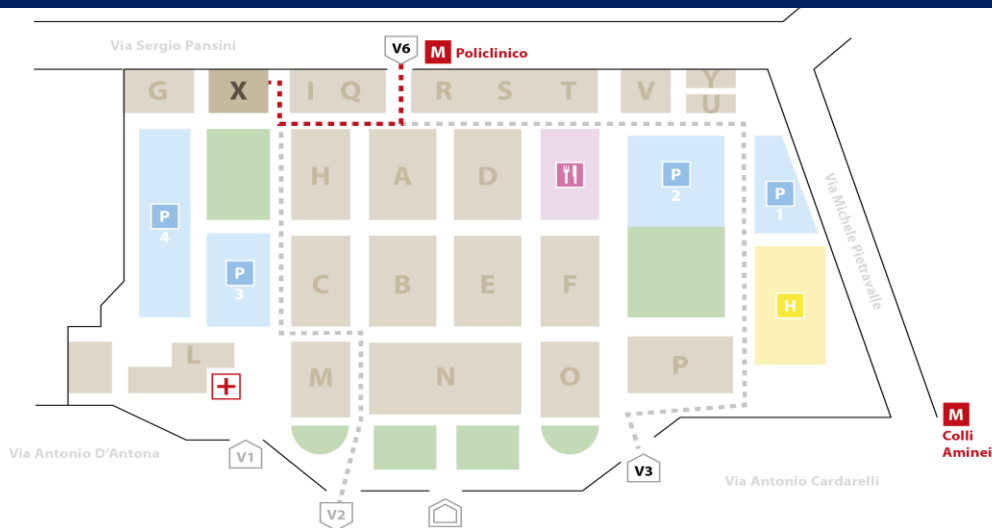 Via Sergio Pansini
V6
M Policlinico
G X I Q R S T V Y
U
H A D
P
2
P
1
P
4
Via Michele Pietravalle
C B E F
P
3
H
L
M N O P
M
Colli
Aminei
Via Antonio D'Antona
V1
V3
Via Antonio Cardarelli
V2